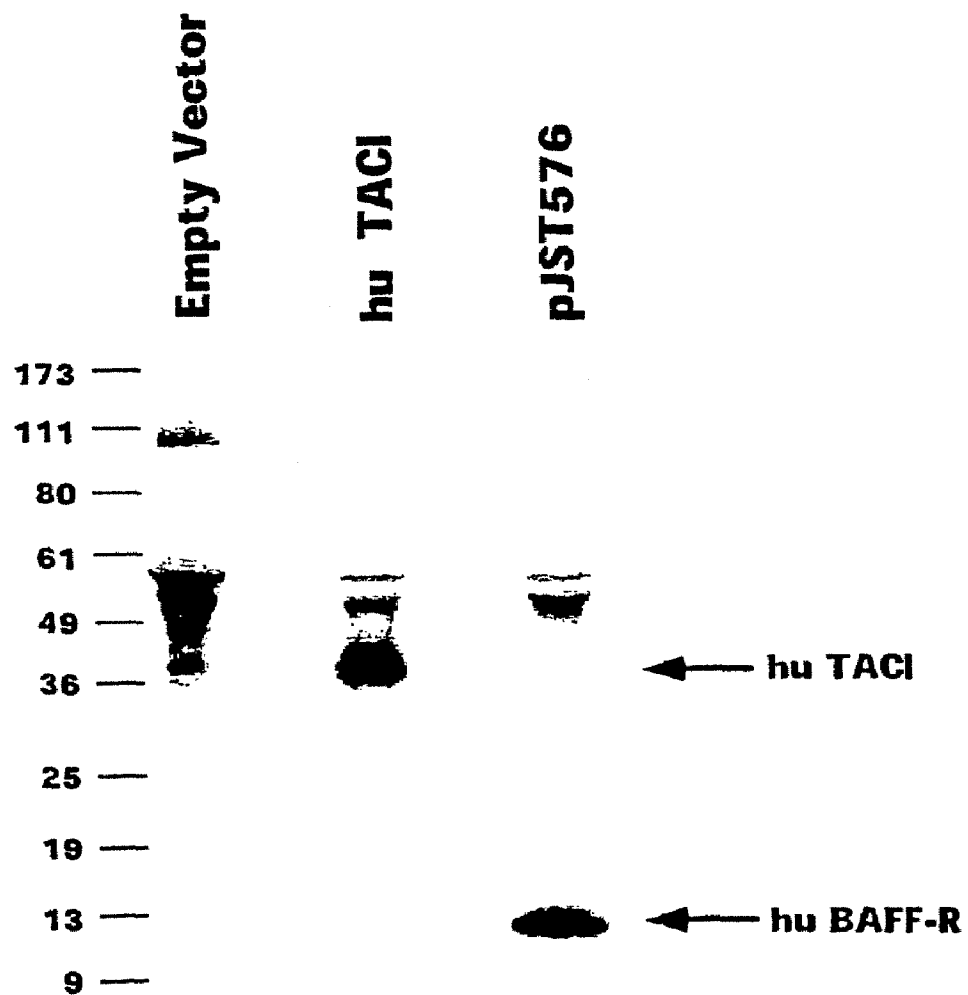 Empty Vector
hu TACI
pJST576
173
111
80
61
49
36
hu TACI
25
19
13
hu BAFF-R
9